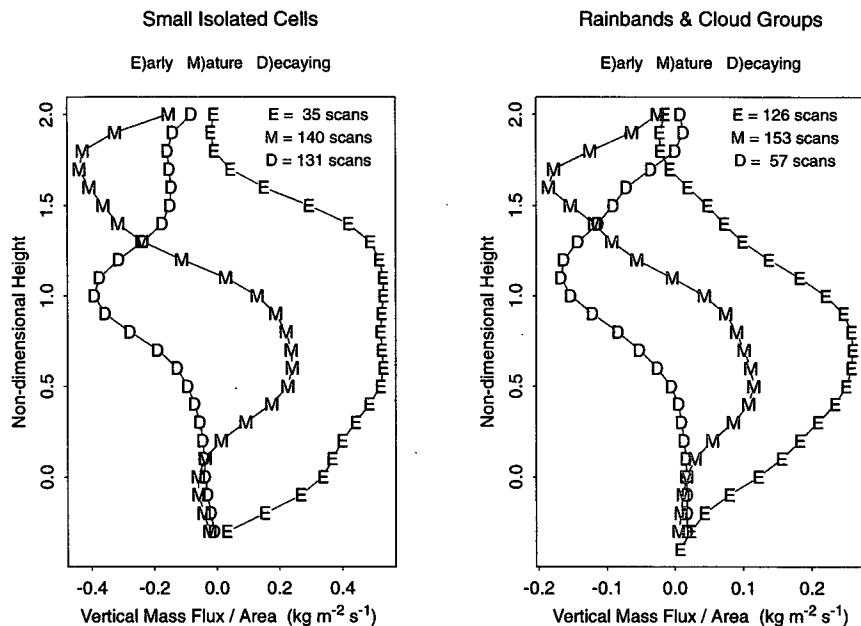 Small Isolated Cells
E)arly M)ature D)ecaying
E = 35 scans
M = 140 scans
D = 131 scans
Non-dimensional Height
2.0
1.5
1.0
0.5
0.0
-0.4 -0.2 0.0 0.2 0.4
Vertical Mass Flux / Area (kg m⁻² s⁻¹)
Rainbands & Cloud Groups
E)arly M)ature D)ecaying
E = 126 scans
M = 153 scans
D = 57 scans
Non-dimensional Height
2.0
1.5
1.0
0.5
0.0
-0.2 -0.1 0.0 0.1 0.2
Vertical Mass Flux / Area (kg m⁻² s⁻¹)